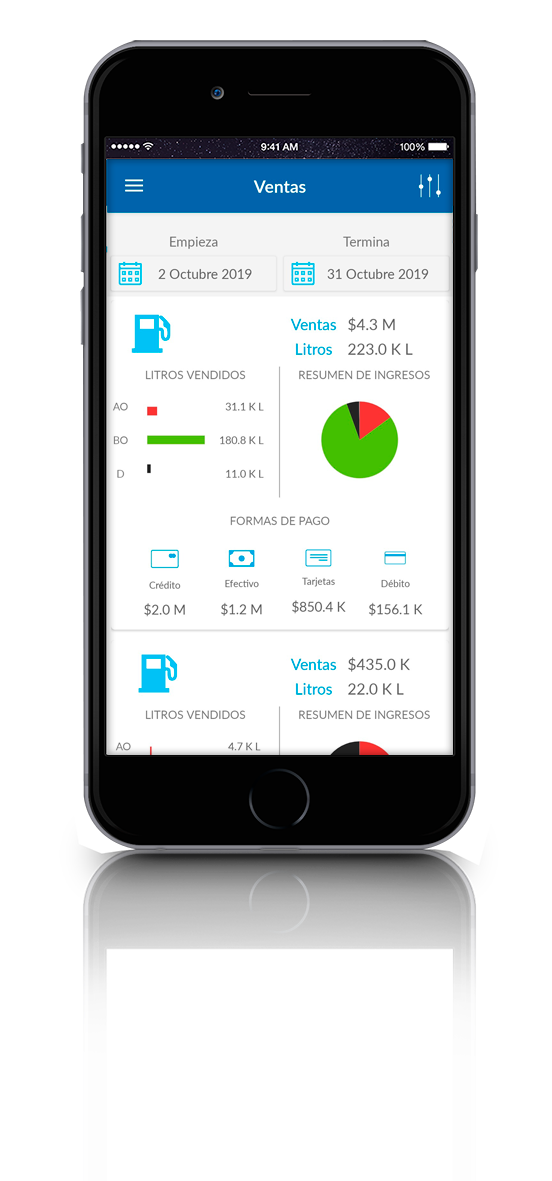 9:41 AM 100%
Ventas
Empieza Termina
2 Octubre 2019 31 Octubre 2019
Ventas $4.3 M
Litros 223.0 K L
LITROS VENDIDOS RESUMEN DE INGRESOS
AO 31.1 K L
BO 180.8 K L
D 11.0 K L
FORMAS DE PAGO
Crédito Efectivo Tarjetas Débito
$2.0 M $1.2 M $850.4 K $156.1 K
Ventas $435.0 K
Litros 22.0 K L
LITROS VENDIDOS RESUMEN DE INGRESOS
AO 4.7 K L